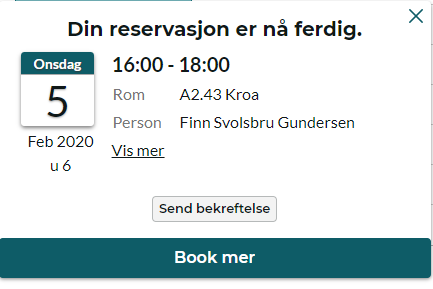 Din reservasjon er nå ferdig.
Onsdag
5
Feb 2020
u 6
16:00 - 18:00
Rom A2.43 Kroa
Person Finn Svolsbru Gundersen
Vis mer
Send bekreftelse
Book mer